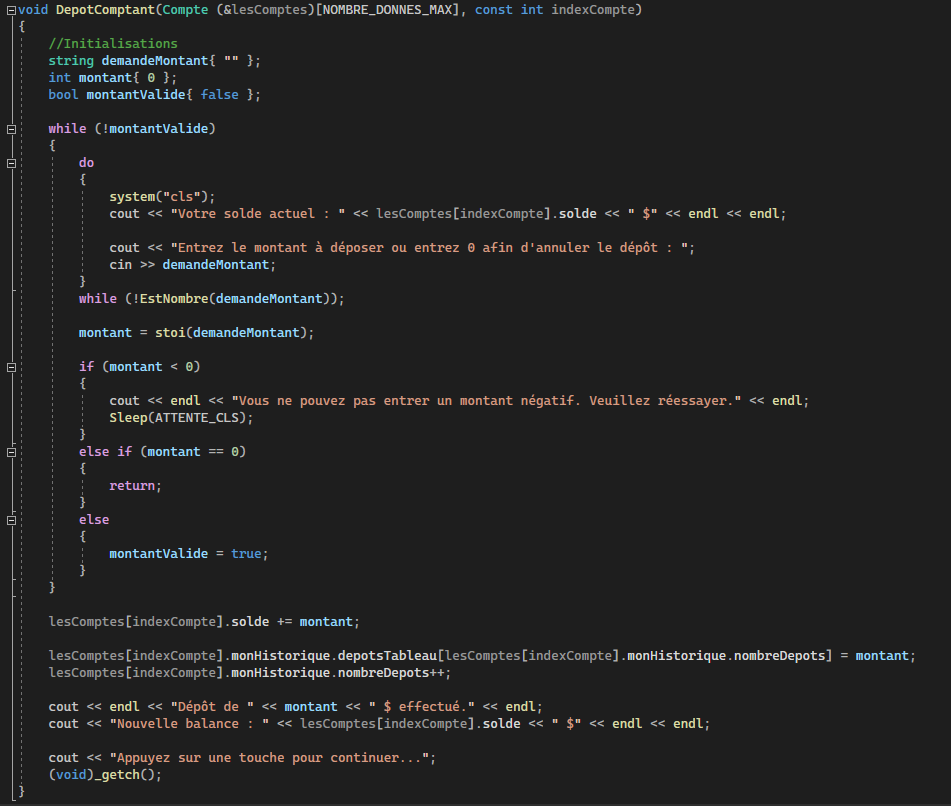 void DepotComptant(Compte (&lesComptes)[NOMBRE_DONNES_MAX], const int indexCompte)
{
    //Initialisations
    string demandeMontant{ "" };
    int montant{ 0 };
    bool montantValide{ false };

    while (!montantValide)
    {
        do
        {
            system("cls");
            cout << "Votre solde actuel : " << lesComptes[indexCompte].solde << " $" << endl << endl;

            cout << "Entrez le montant à déposer ou entrez 0 afin d'annuler le dépôt : ";
            cin >> demandeMontant;
        }
        while (!EstNombre(demandeMontant));

        montant = stoi(demandeMontant);

        if (montant < 0)
        {
            cout << endl << "Vous ne pouvez pas entrer un montant négatif. Veuillez réessayer." << endl;
            Sleep(ATTENTE_CLS);
        }
        else if (montant == 0)
        {
            return;
        }
        else
        {
            montantValide = true;
        }
    }

    lesComptes[indexCompte].solde += montant;

    lesComptes[indexCompte].monHistorique.depotsTableau[lesComptes[indexCompte].monHistorique.nombreDepots] = montant;
    lesComptes[indexCompte].monHistorique.nombreDepots++;

    cout << endl << "Dépôt de " << montant << " $ effectué." << endl;
    cout << "Nouvelle balance : " << lesComptes[indexCompte].solde << " $" << endl << endl;

    cout << "Appuyez sur une touche pour continuer...";
    (void)_getch();
}